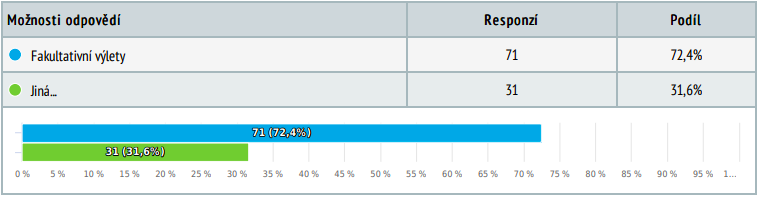 Možnosti odpovědí Responzí Podíl
Fakultativní výlety 71 72,4%
Jiná... 31 31,6%
71 (72,4%)
31 (31,6%)
0 % 5 % 10 % 15 % 20 % 25 % 30 % 35 % 40 % 45 % 50 % 55 % 60 % 65 % 70 % 75 % 80 % 85 % 90 % 95 % 1...